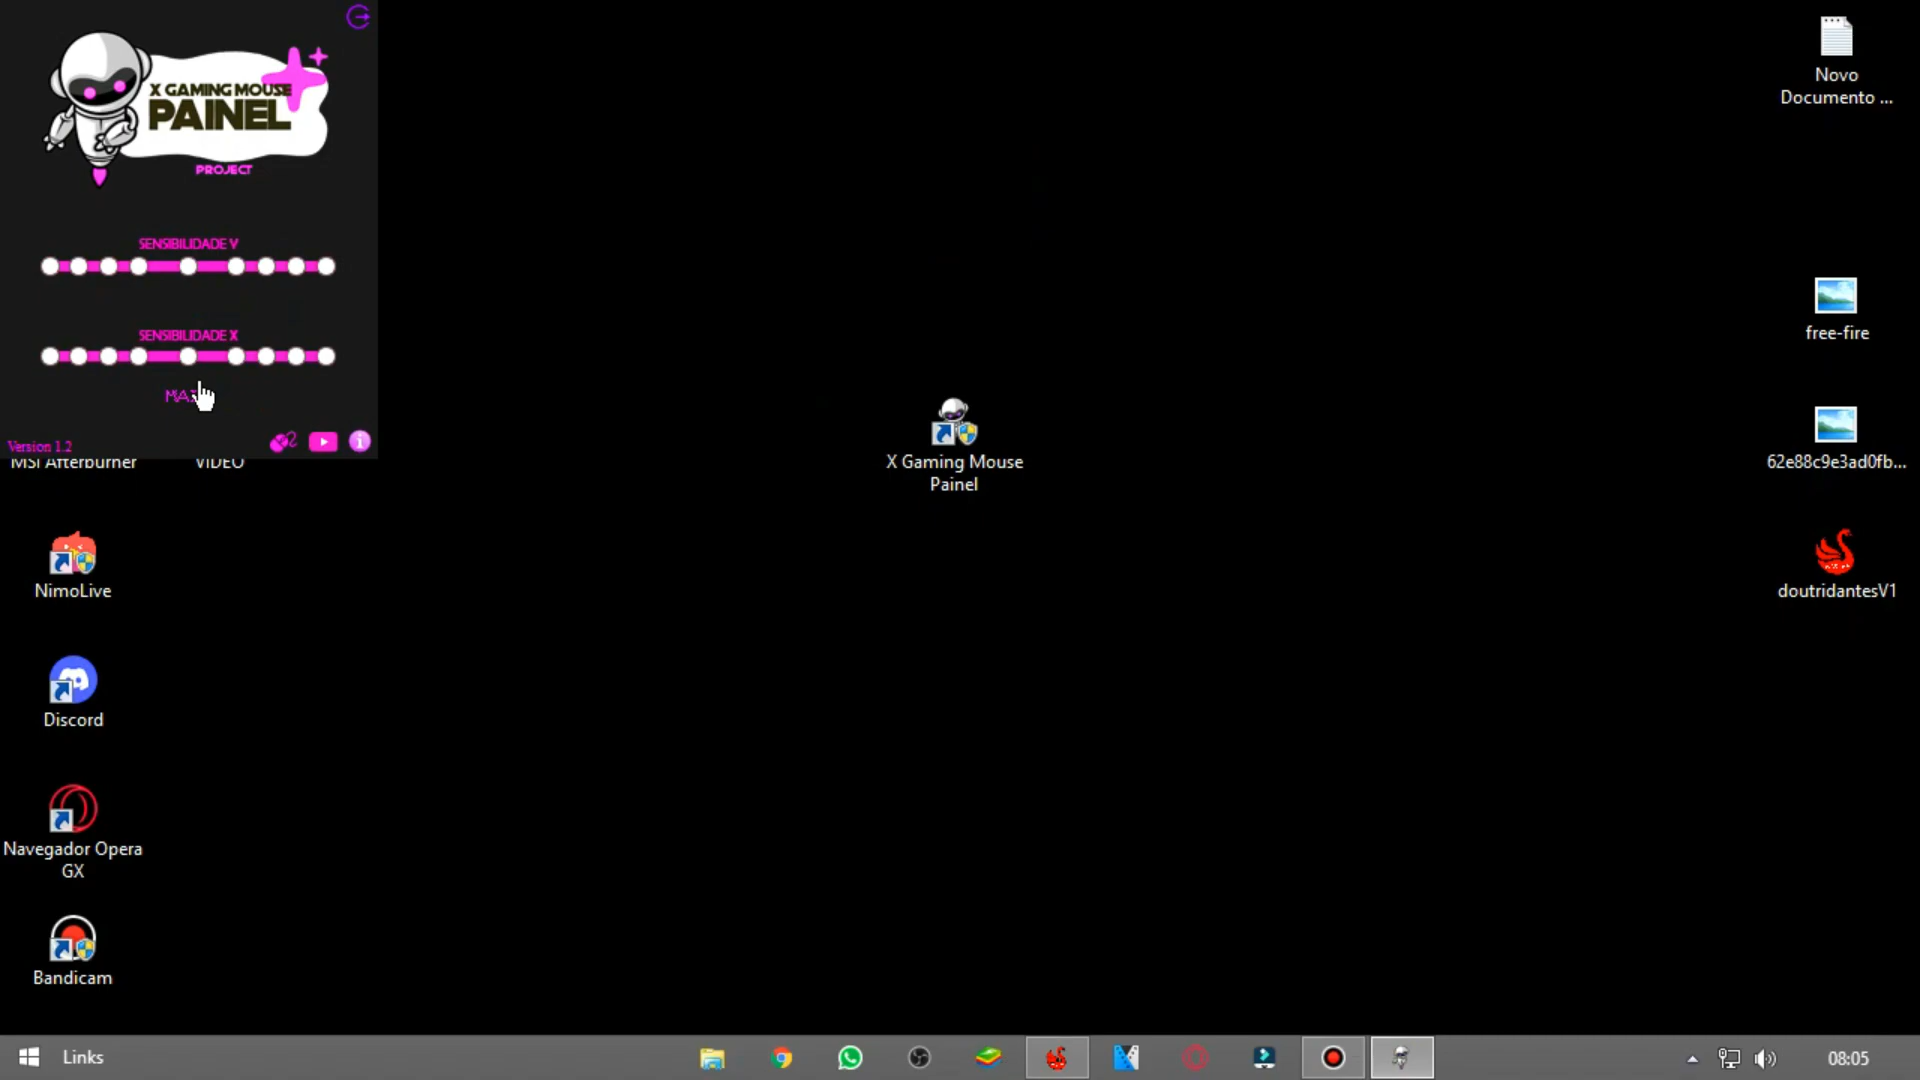 X GAMING MOUSE
PAINEL
PROJECT
SENSIBILIDADE V
SENSIBILIDADE X
Version 1.2
2
MSI Afterburner
VIDEO
NimoLive
Discord
Navegador Opera
GX
Bandicam
X Gaming Mouse
Painel
Novo
Documento ...
free-fire
62e88c9e3ad0fb...
doutridantesV1
Links
08:05